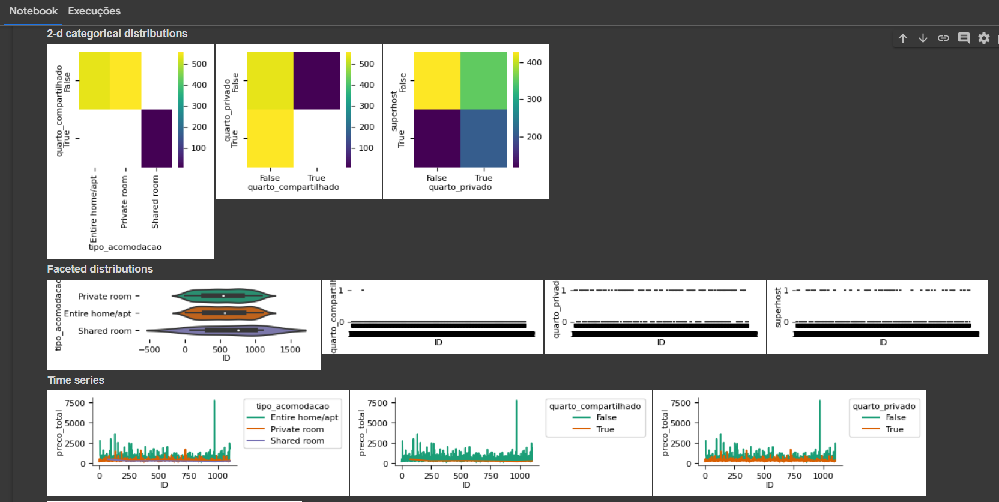 Notebook Execuções
2-d categorical distributions
quarto_compartilhado
False
True
Entire home/apt
Private room
Shared room
tipo_acomodacao
500
400
300
200
100
quarto_privado
False
True
False True
quarto_compartilhado
500
400
300
200
100
superhost
False
True
False True
quarto_privado
400
300
200
Faceted distributions
tipo_acomodacao
Private room
Entire home/apt
Shared room
−500 0 500 1000 1500
ID
1
0
ID
quarto_privado
1
0
ID
superhost
1
0
ID
Time series
preco_total
7500
5000
2500
0
0 250 500 750 1000
ID
tipo_acomodacao
Entire home/apt
Private room
Shared room
preco_total
7500
5000
2500
0
0 250 500 750 1000
ID
quarto_compartilhado
False
True
preco_total
7500
5000
2500
0
0 250 500 750 1000
ID
quarto_privado
False
True